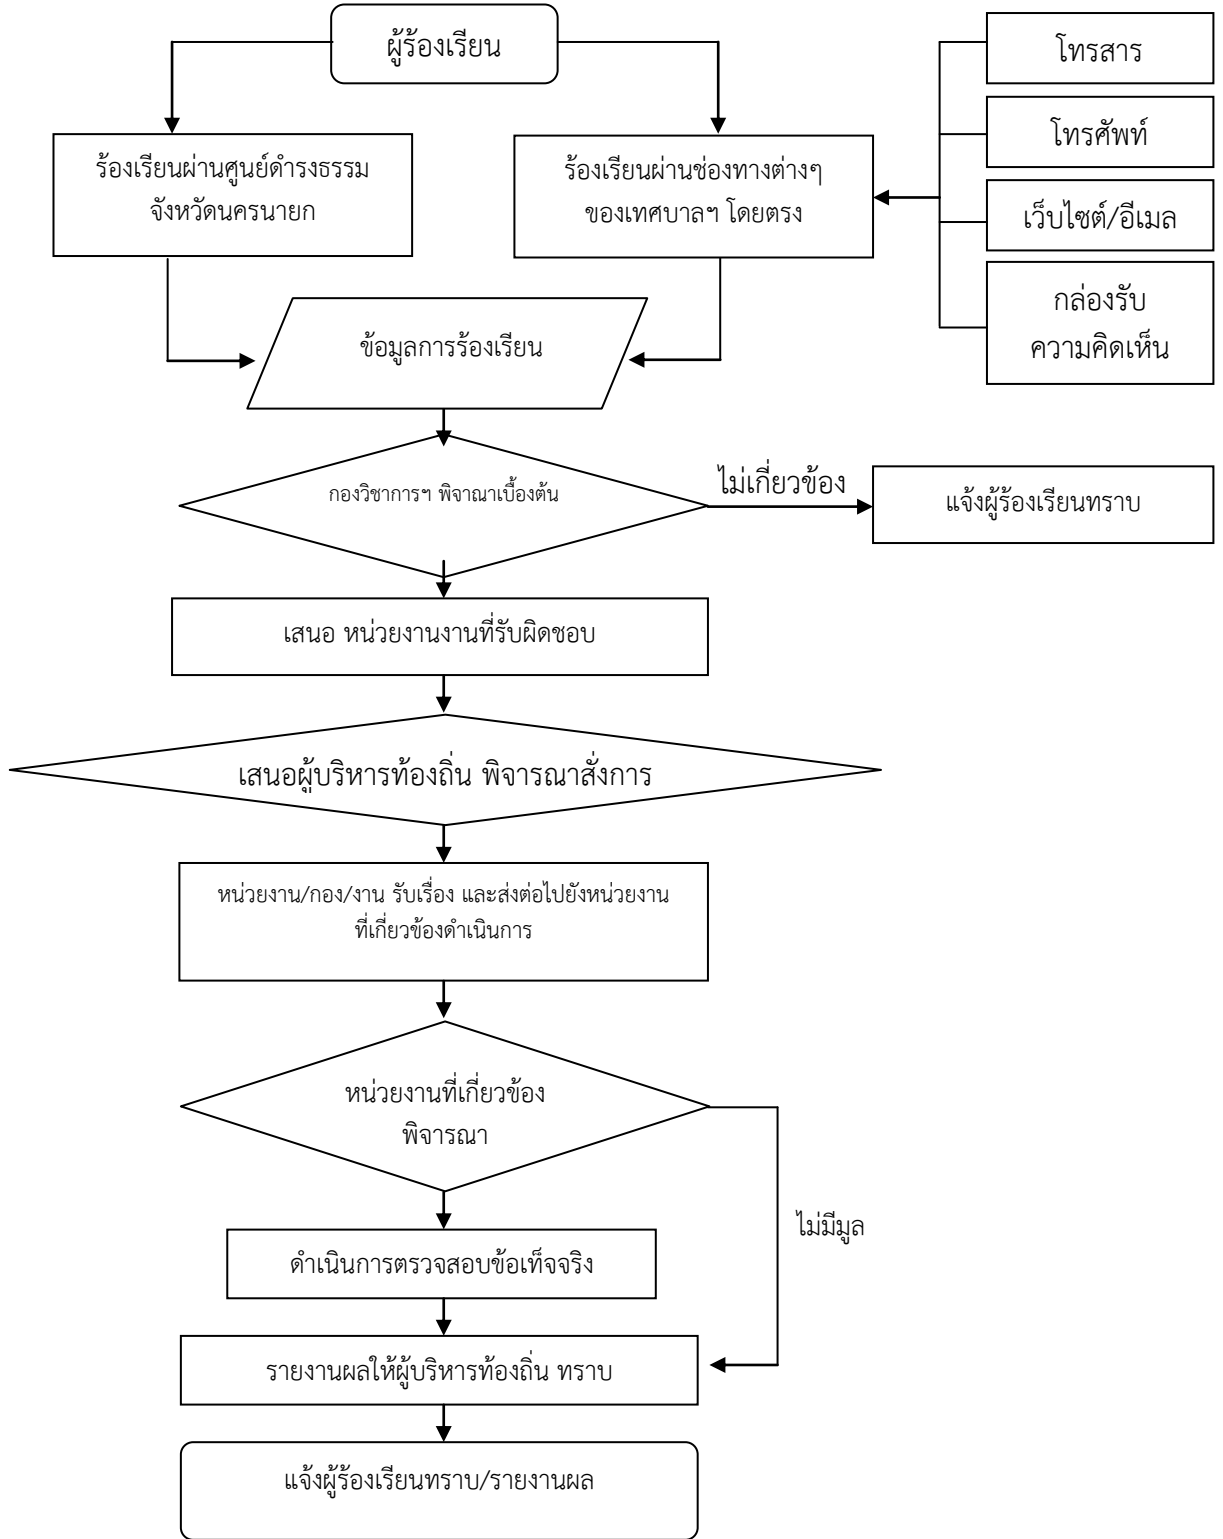 ผู้ร้องเรียน
โทรสาร
โทรศัพท์
เว็บไซต์/อีเมล
กล่องรับ
ความคิดเห็น
ร้องเรียนผ่านศูนย์ดำรงธรรม
จังหวัดนครนายก
ร้องเรียนผ่านช่องทางต่างๆ
ของเทศบาลฯ โดยตรง
ข้อมูลการร้องเรียน
กองวิชาการฯ พิจาณาเบื้องต้น
ไม่เกี่ยวข้อง
แจ้งผู้ร้องเรียนทราบ
เสนอ หน่วยงานงานที่รับผิดชอบ
เสนอผู้บริหารท้องถิ่น พิจารณาสั่งการ
หน่วยงาน/กอง/งาน รับเรื่อง และส่งต่อไปยังหน่วยงาน
ที่เกี่ยวข้องดำเนินการ
หน่วยงานที่เกี่ยวข้อง
พิจารณา
ไม่มีมูล
ดำเนินการตรวจสอบข้อเท็จจริง
รายงานผลให้ผู้บริหารท้องถิ่น ทราบ
แจ้งผู้ร้องเรียนทราบ/รายงานผล